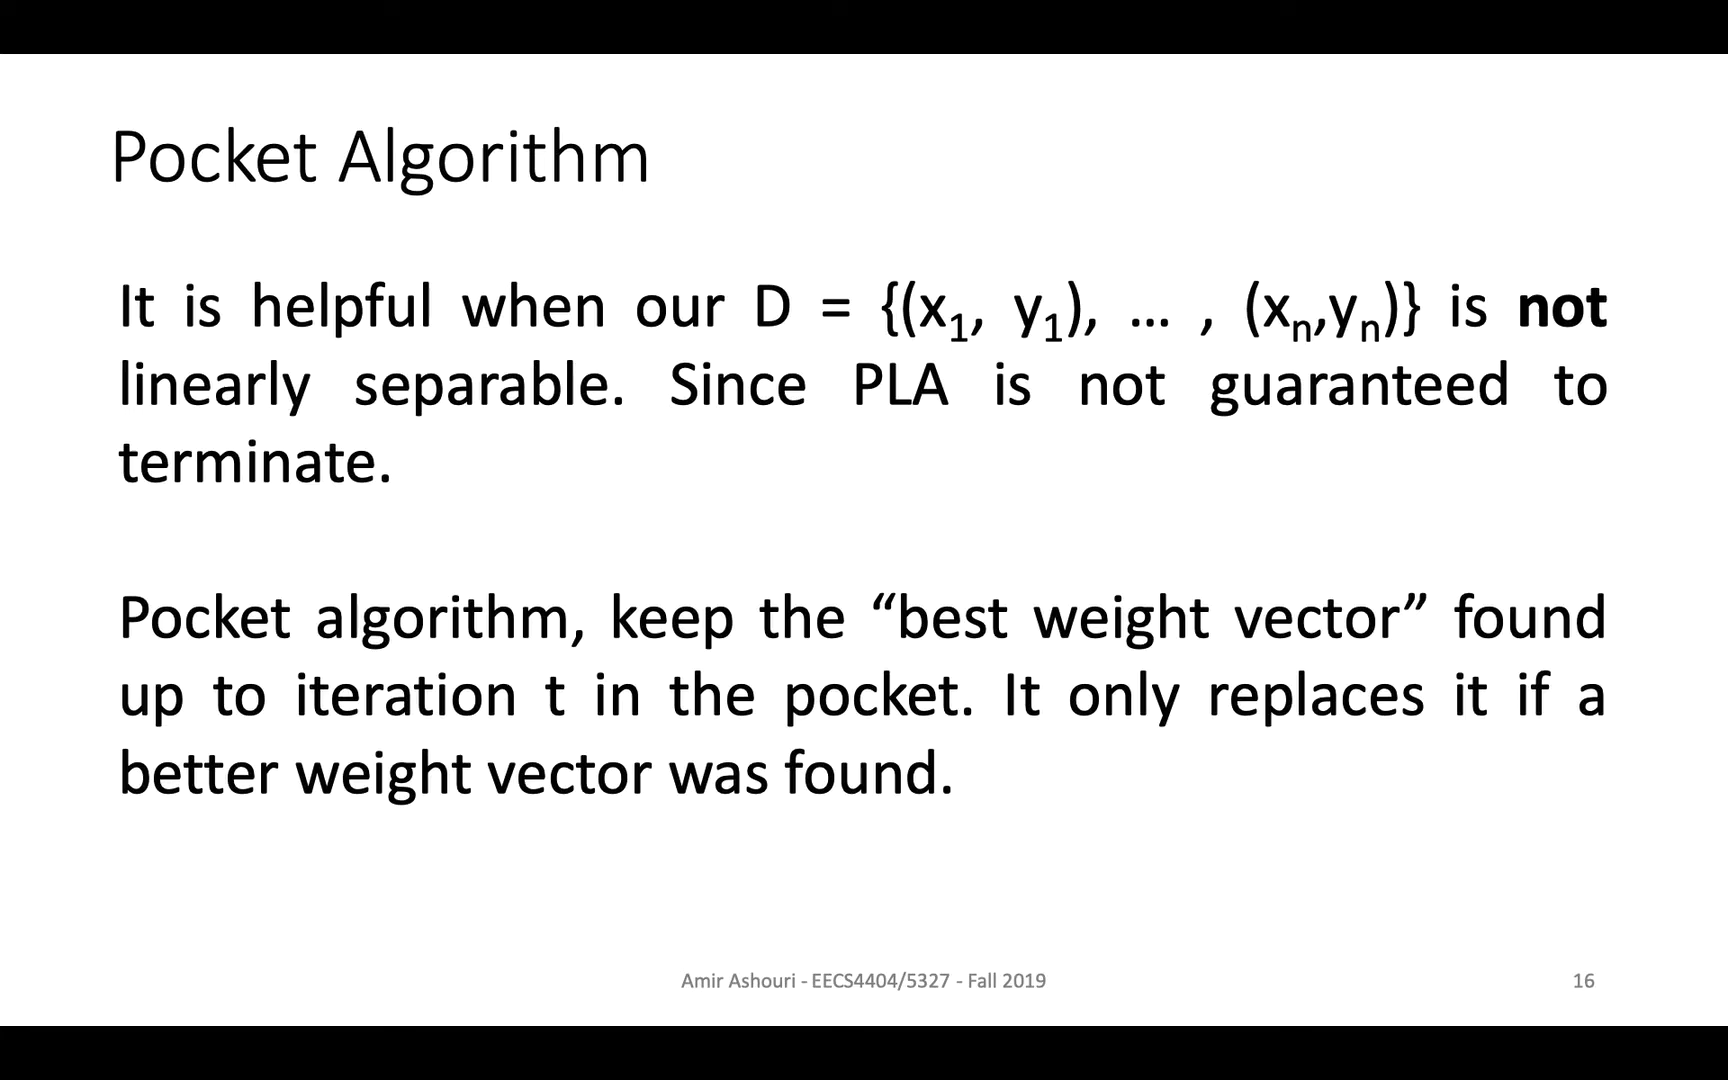 Pocket Algorithm
It is helpful when our D = {(x₁, y₁), … , (xₙ,yₙ)} is not
linearly separable. Since PLA is not guaranteed to
terminate.
Pocket algorithm, keep the “best weight vector” found
up to iteration t in the pocket. It only replaces it if a
better weight vector was found.
Amir Ashouri - EECS4404/5327 - Fall 2019
16